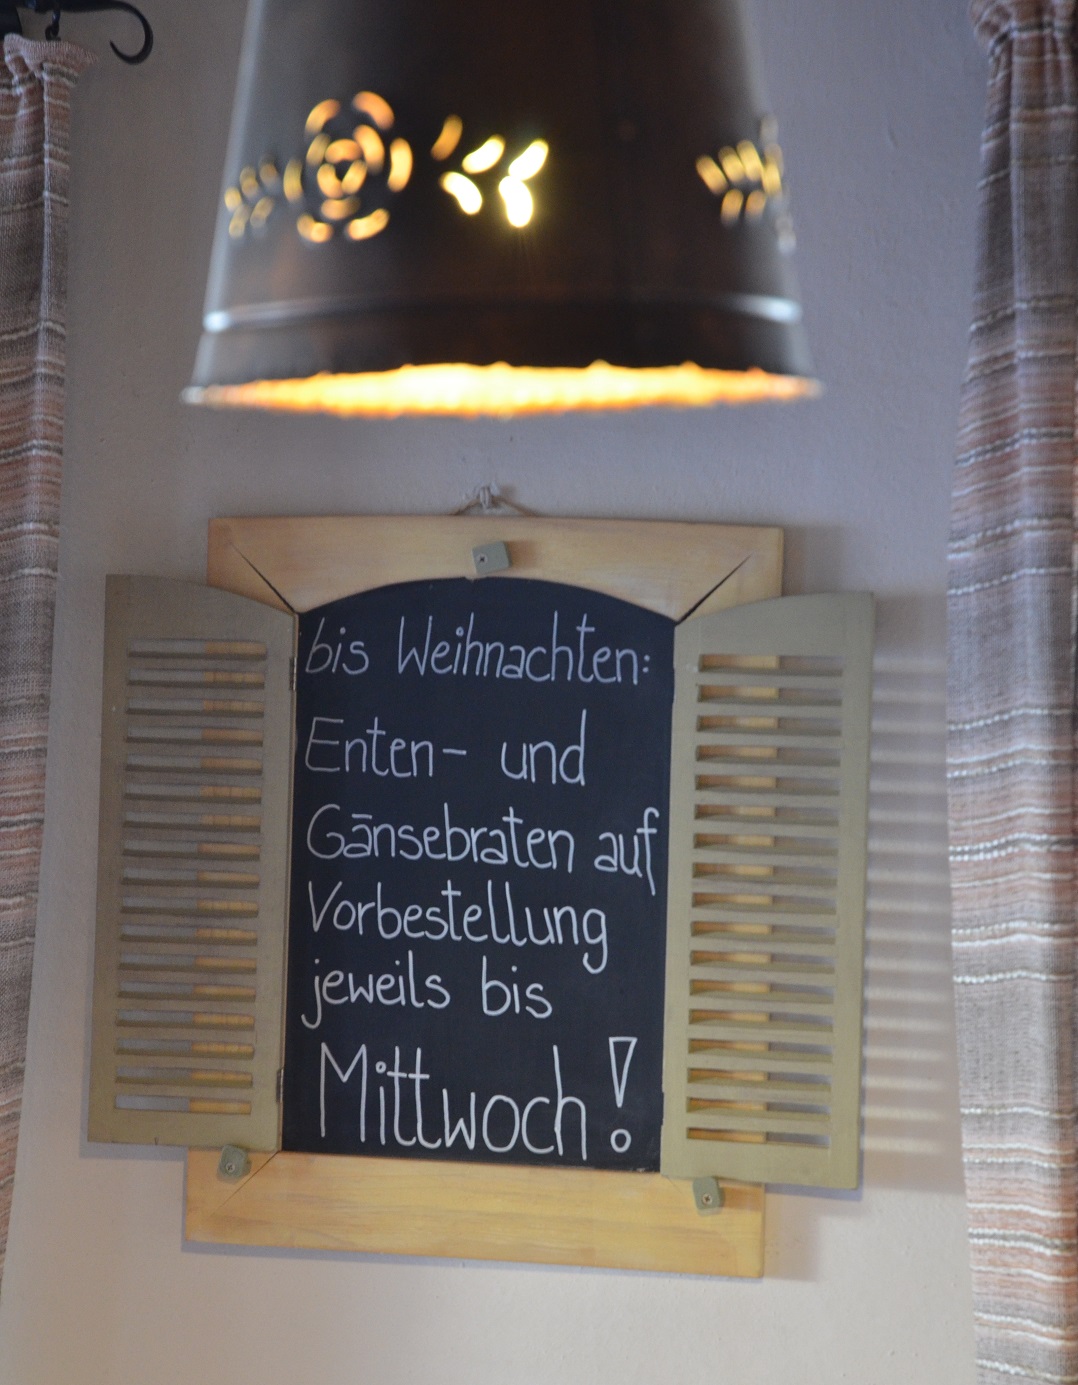 bis Weihnachten:
Enten- und
Gänsebraten auf
Vorbestellung
jeweils bis
Mittwoch!